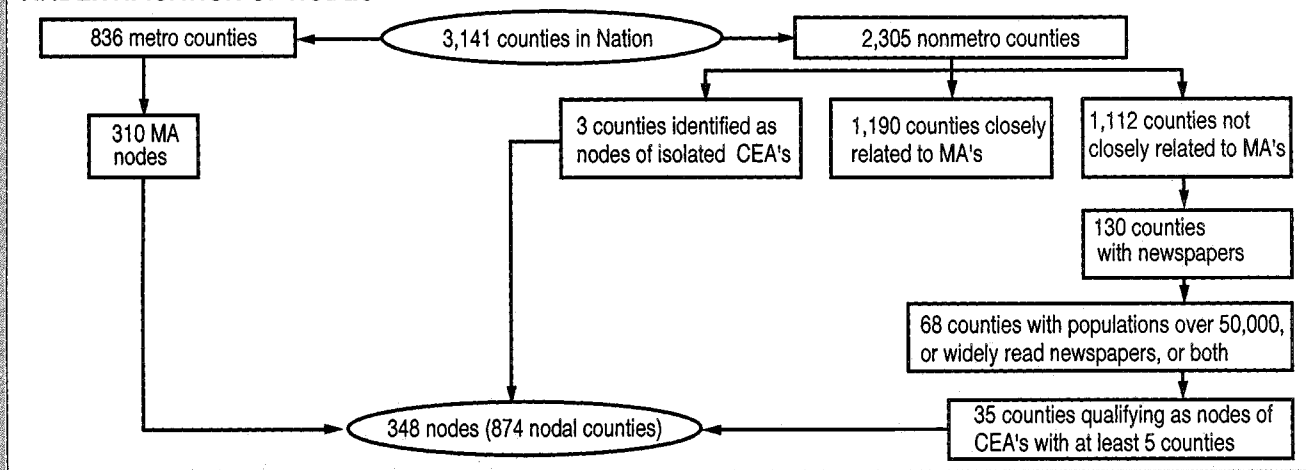 836 metro counties
3,141 counties in Nation
2,305 nonmetro counties
310 MA
nodes
3 counties identified as
nodes of isolated CEA's
1,190 counties closely
related to MA's
1,112 counties not
closely related to MA's
130 counties
with newspapers
68 counties with populations over 50,000,
or widely read newspapers, or both
348 nodes (874 nodal counties)
35 counties qualifying as nodes of
CEA's with at least 5 counties